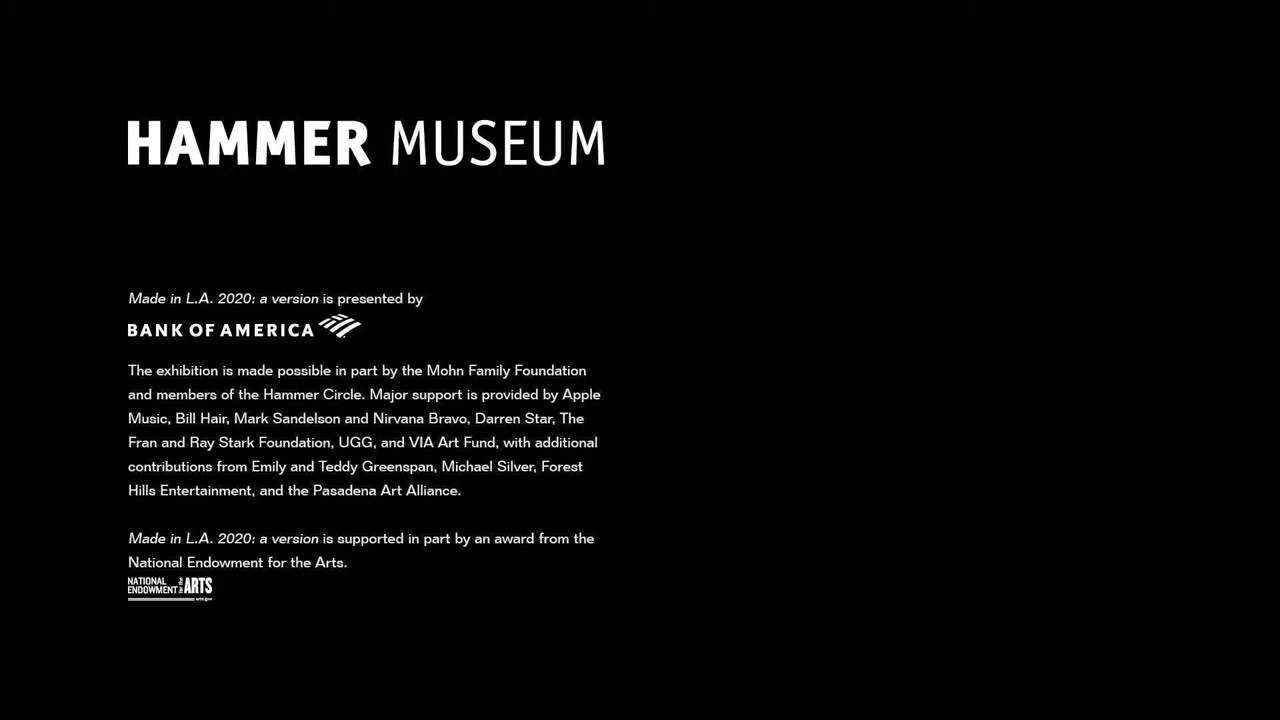 HAMMER MUSEUM
Made in L.A. 2020: a version is presented by
BANK OF AMERICA
The exhibition is made possible in part by the Mohn Family Foundation
and members of the Hammer Circle. Major support is provided by Apple
Music, Bill Hair, Mark Sandelson and Nirvana Bravo, Darren Star, The
Fran and Ray Stark Foundation, UGG, and VIA Art Fund, with additional
contributions from Emily and Teddy Greenspan, Michael Silver, Forest
Hills Entertainment, and the Pasadena Art Alliance.
Made in L.A. 2020: a version is supported in part by an award from the
National Endowment for the Arts.
NATIONAL
ENDOWMENT for the ARTS
arts.gov